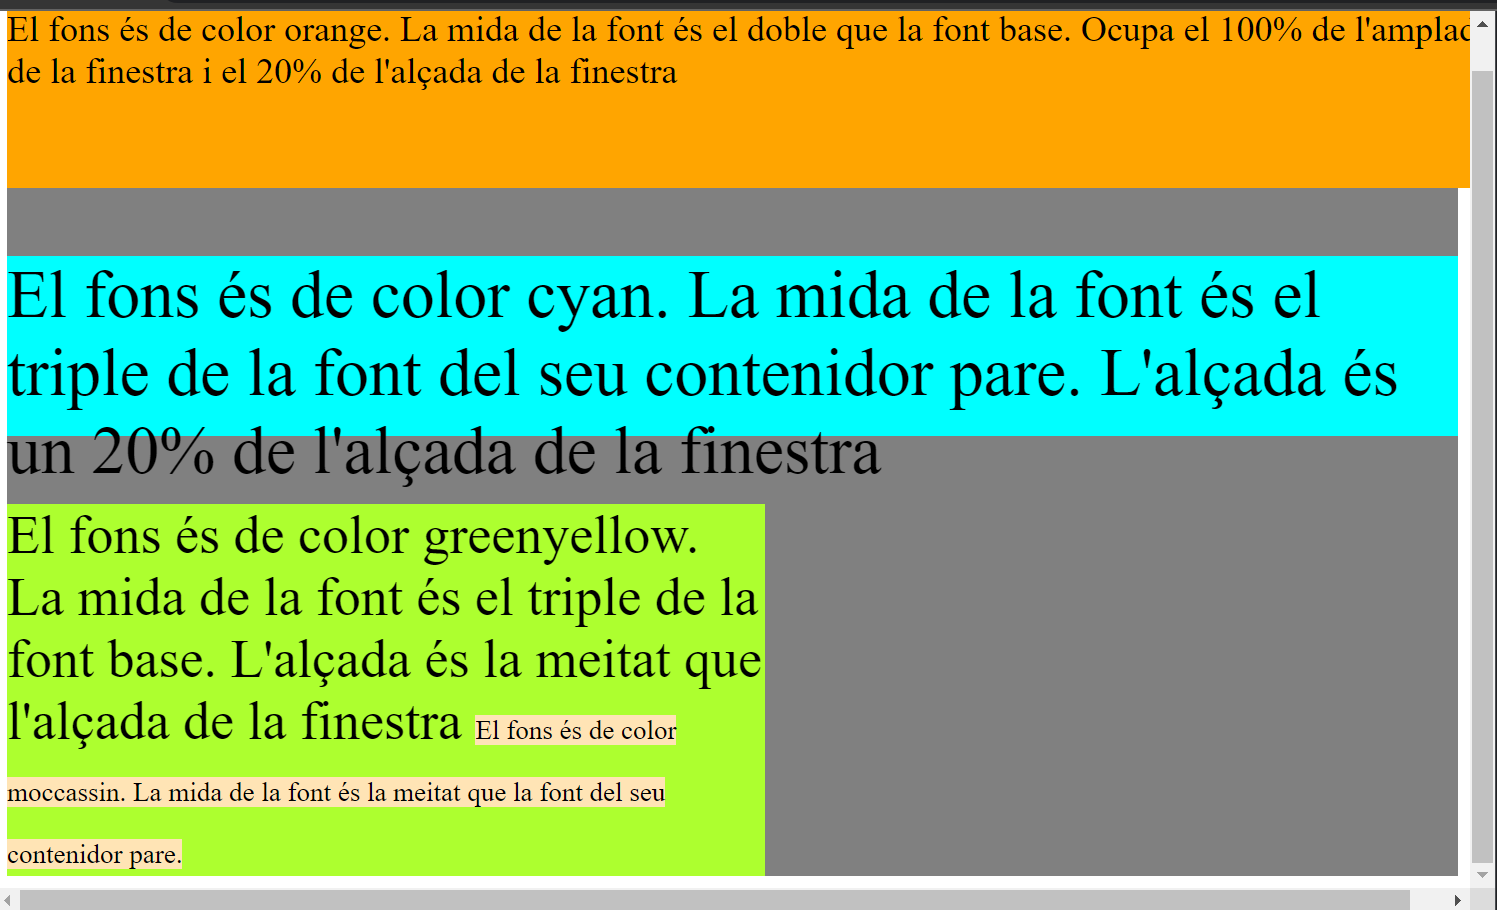 El fons és de color orange. La mida de la font és el doble que la font base. Ocupa el 100% de l'amplad
de la finestra i el 20% de l'alçada de la finestra
El fons és de color cyan. La mida de la font és el
triple de la font del seu contenidor pare. L'alçada és
un 20% de l'alçada de la finestra
El fons és de color greenyellow.
La mida de la font és el triple de la
font base. L'alçada és la meitat que
l'alçada de la finestra El fons és de color
moccassin. La mida de la font és la meitat que la font del seu
contenidor pare.